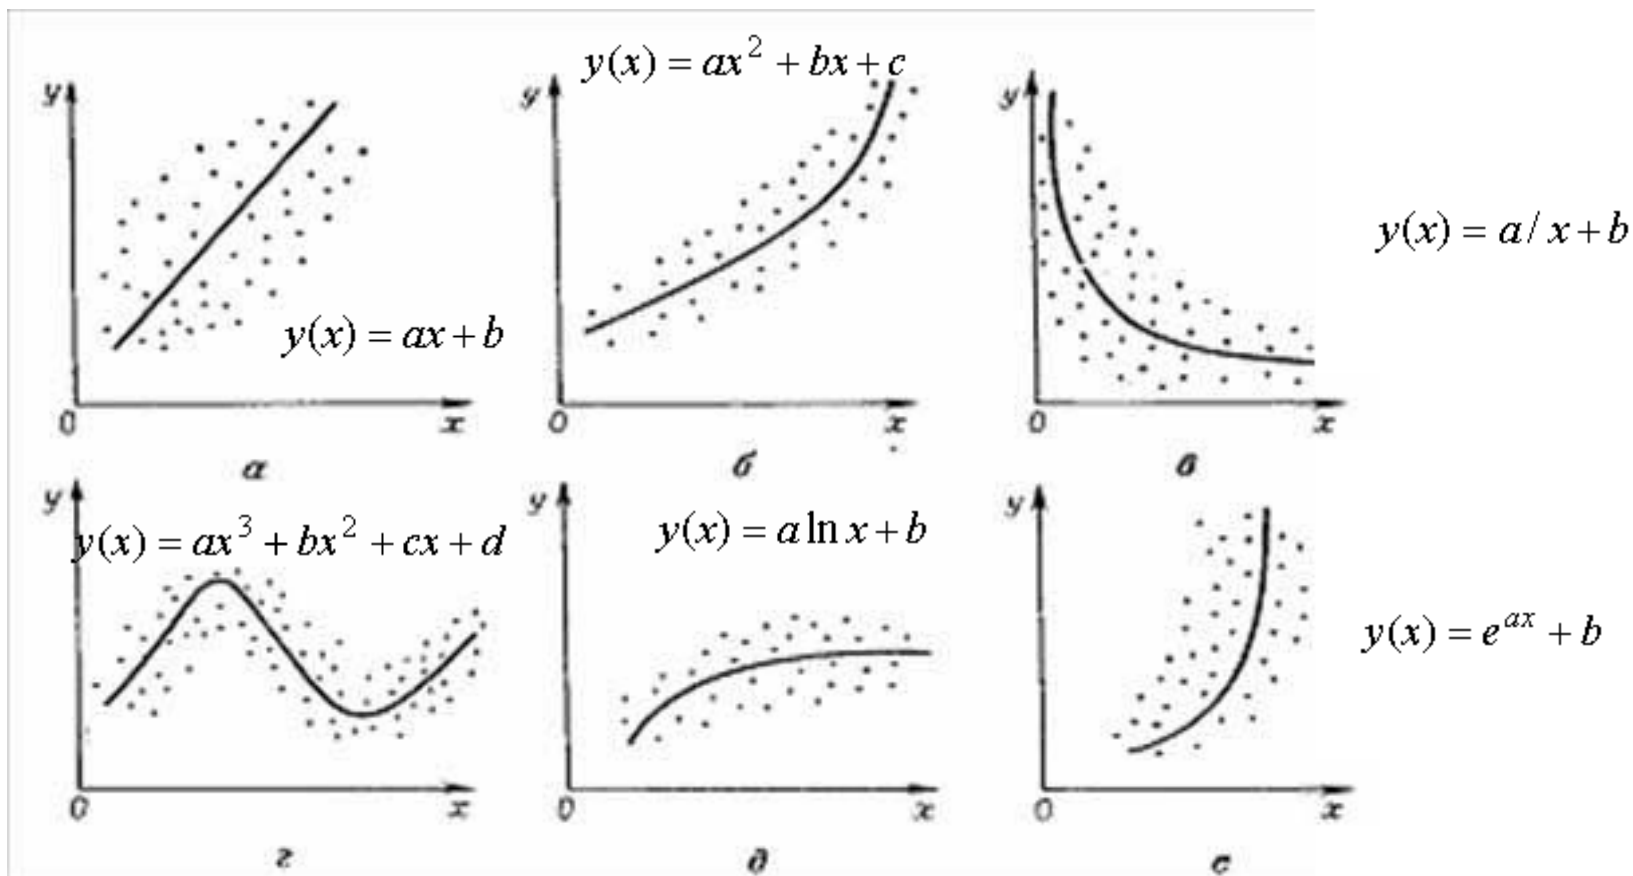 y(x) = ax² + bx + c
y
y
y
y(x) = a / x + b
y(x) = ax + b
0
x
0
x
0
x
а
б
в
y
y
y
y(x) = ax³ + bx² + cx + d
y(x) = a ln x + b
y(x) = e^{ax} + b
0
x
0
x
0
x
г
д
е